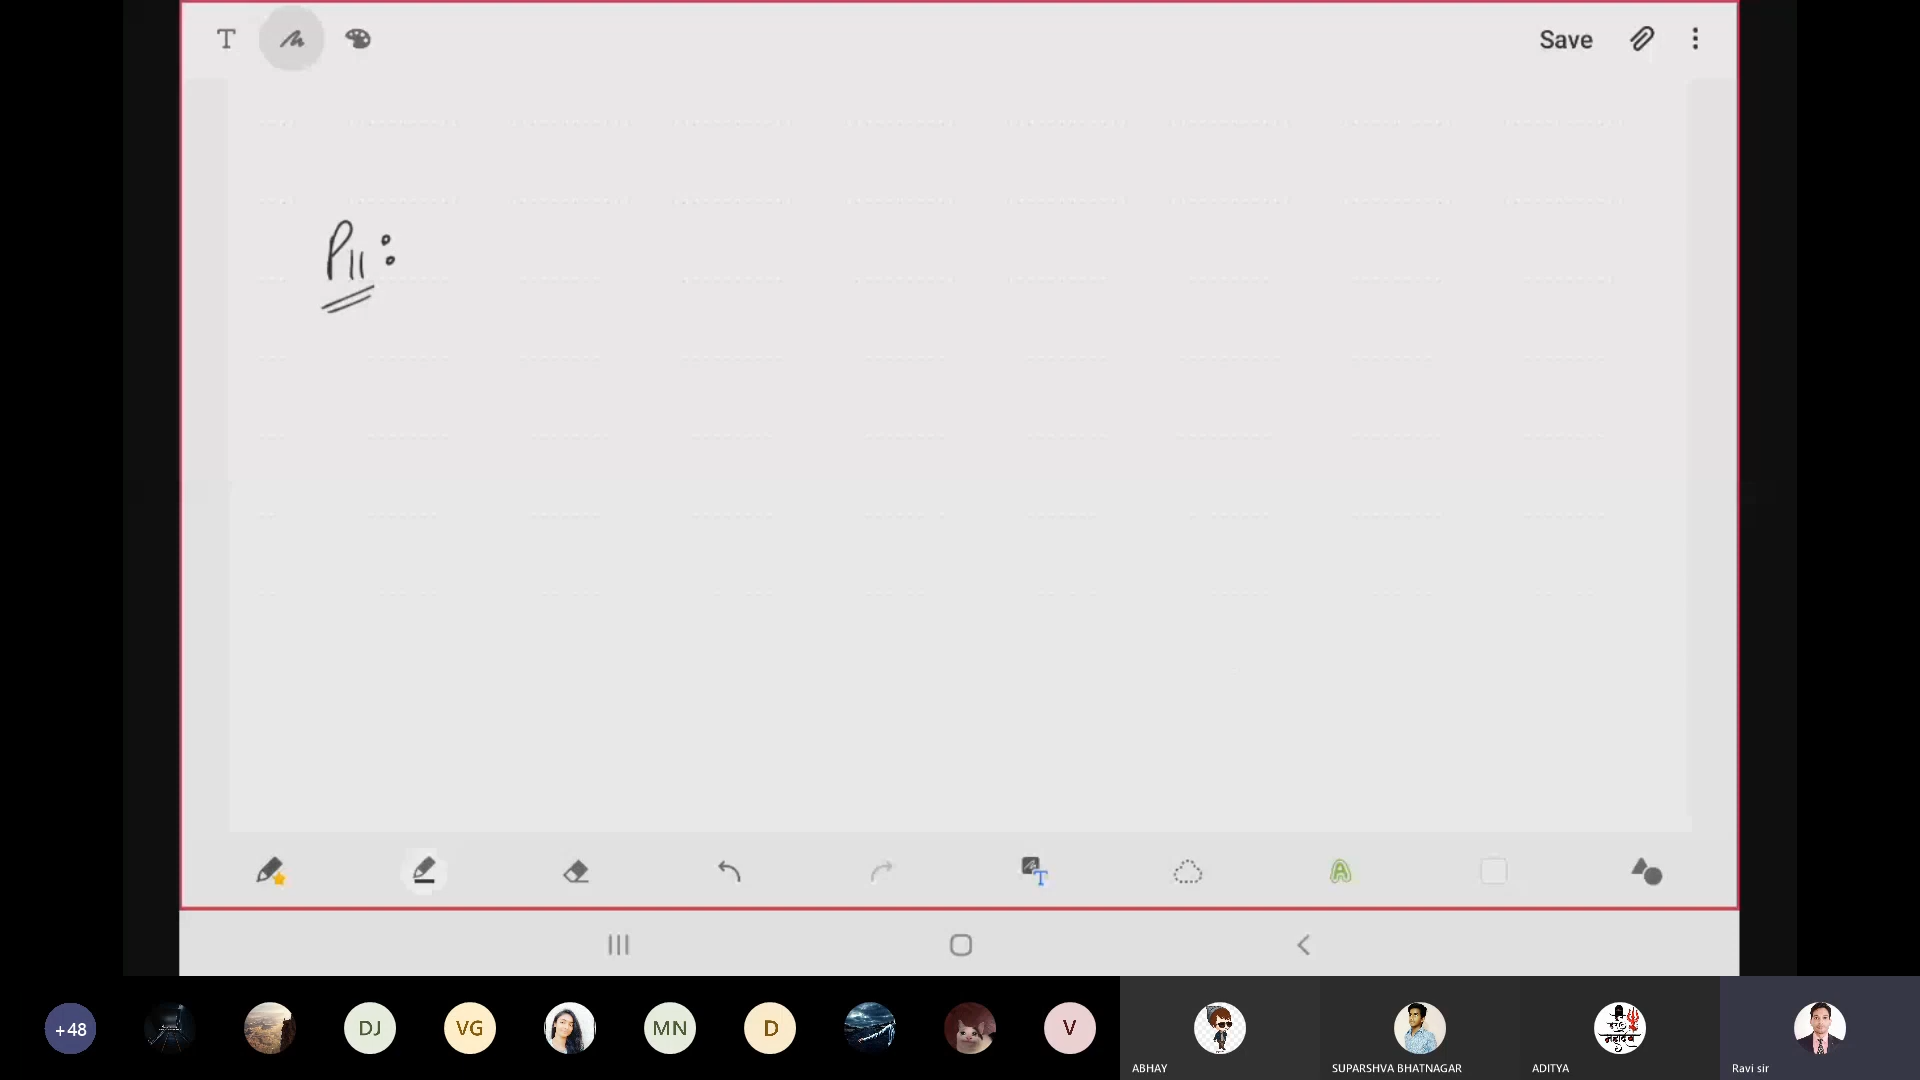 T Save
P11:
T A
+48 DJ VG MN D V
ABHAY SUPARSHVA BHATNAGAR ADITYA Ravi sir